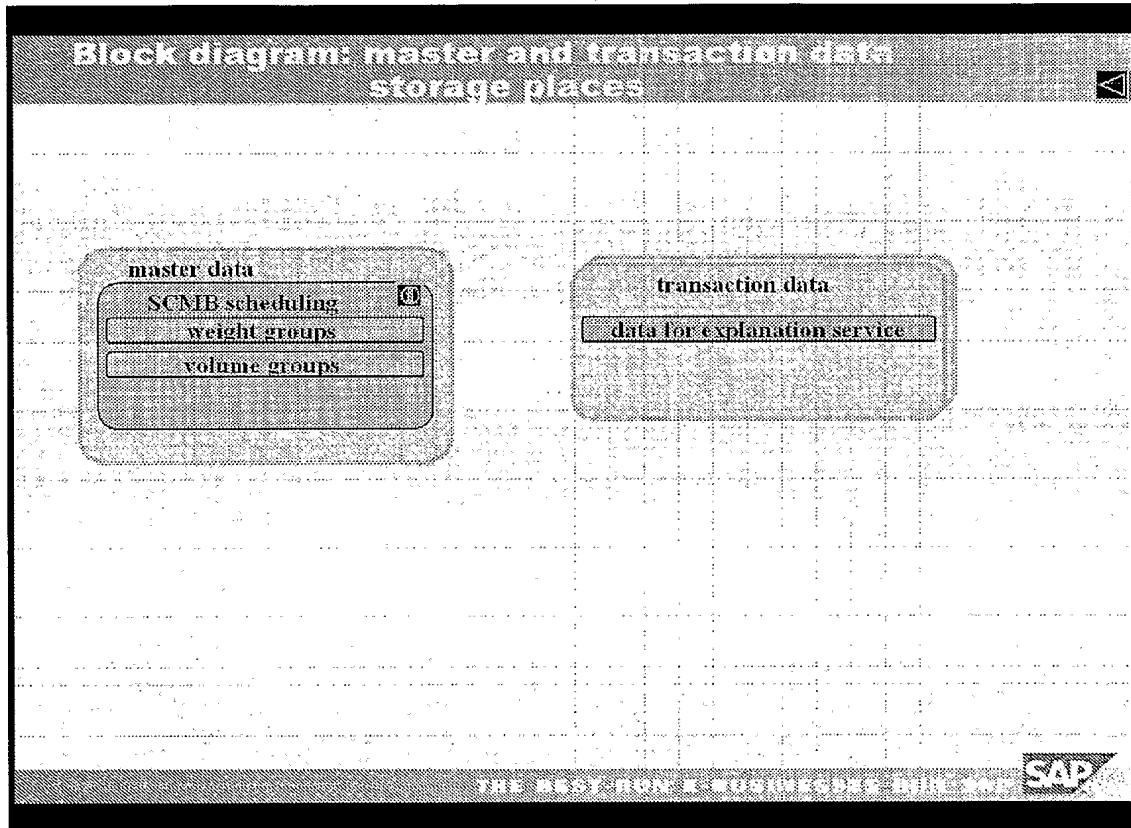 Block diagram: master and transaction data
storage places
master data
SCMB scheduling
weight groups
volume groups
transaction data
data for explanation service
THE BEST-RUN E-BUSINESSES RUN SAP
SAP